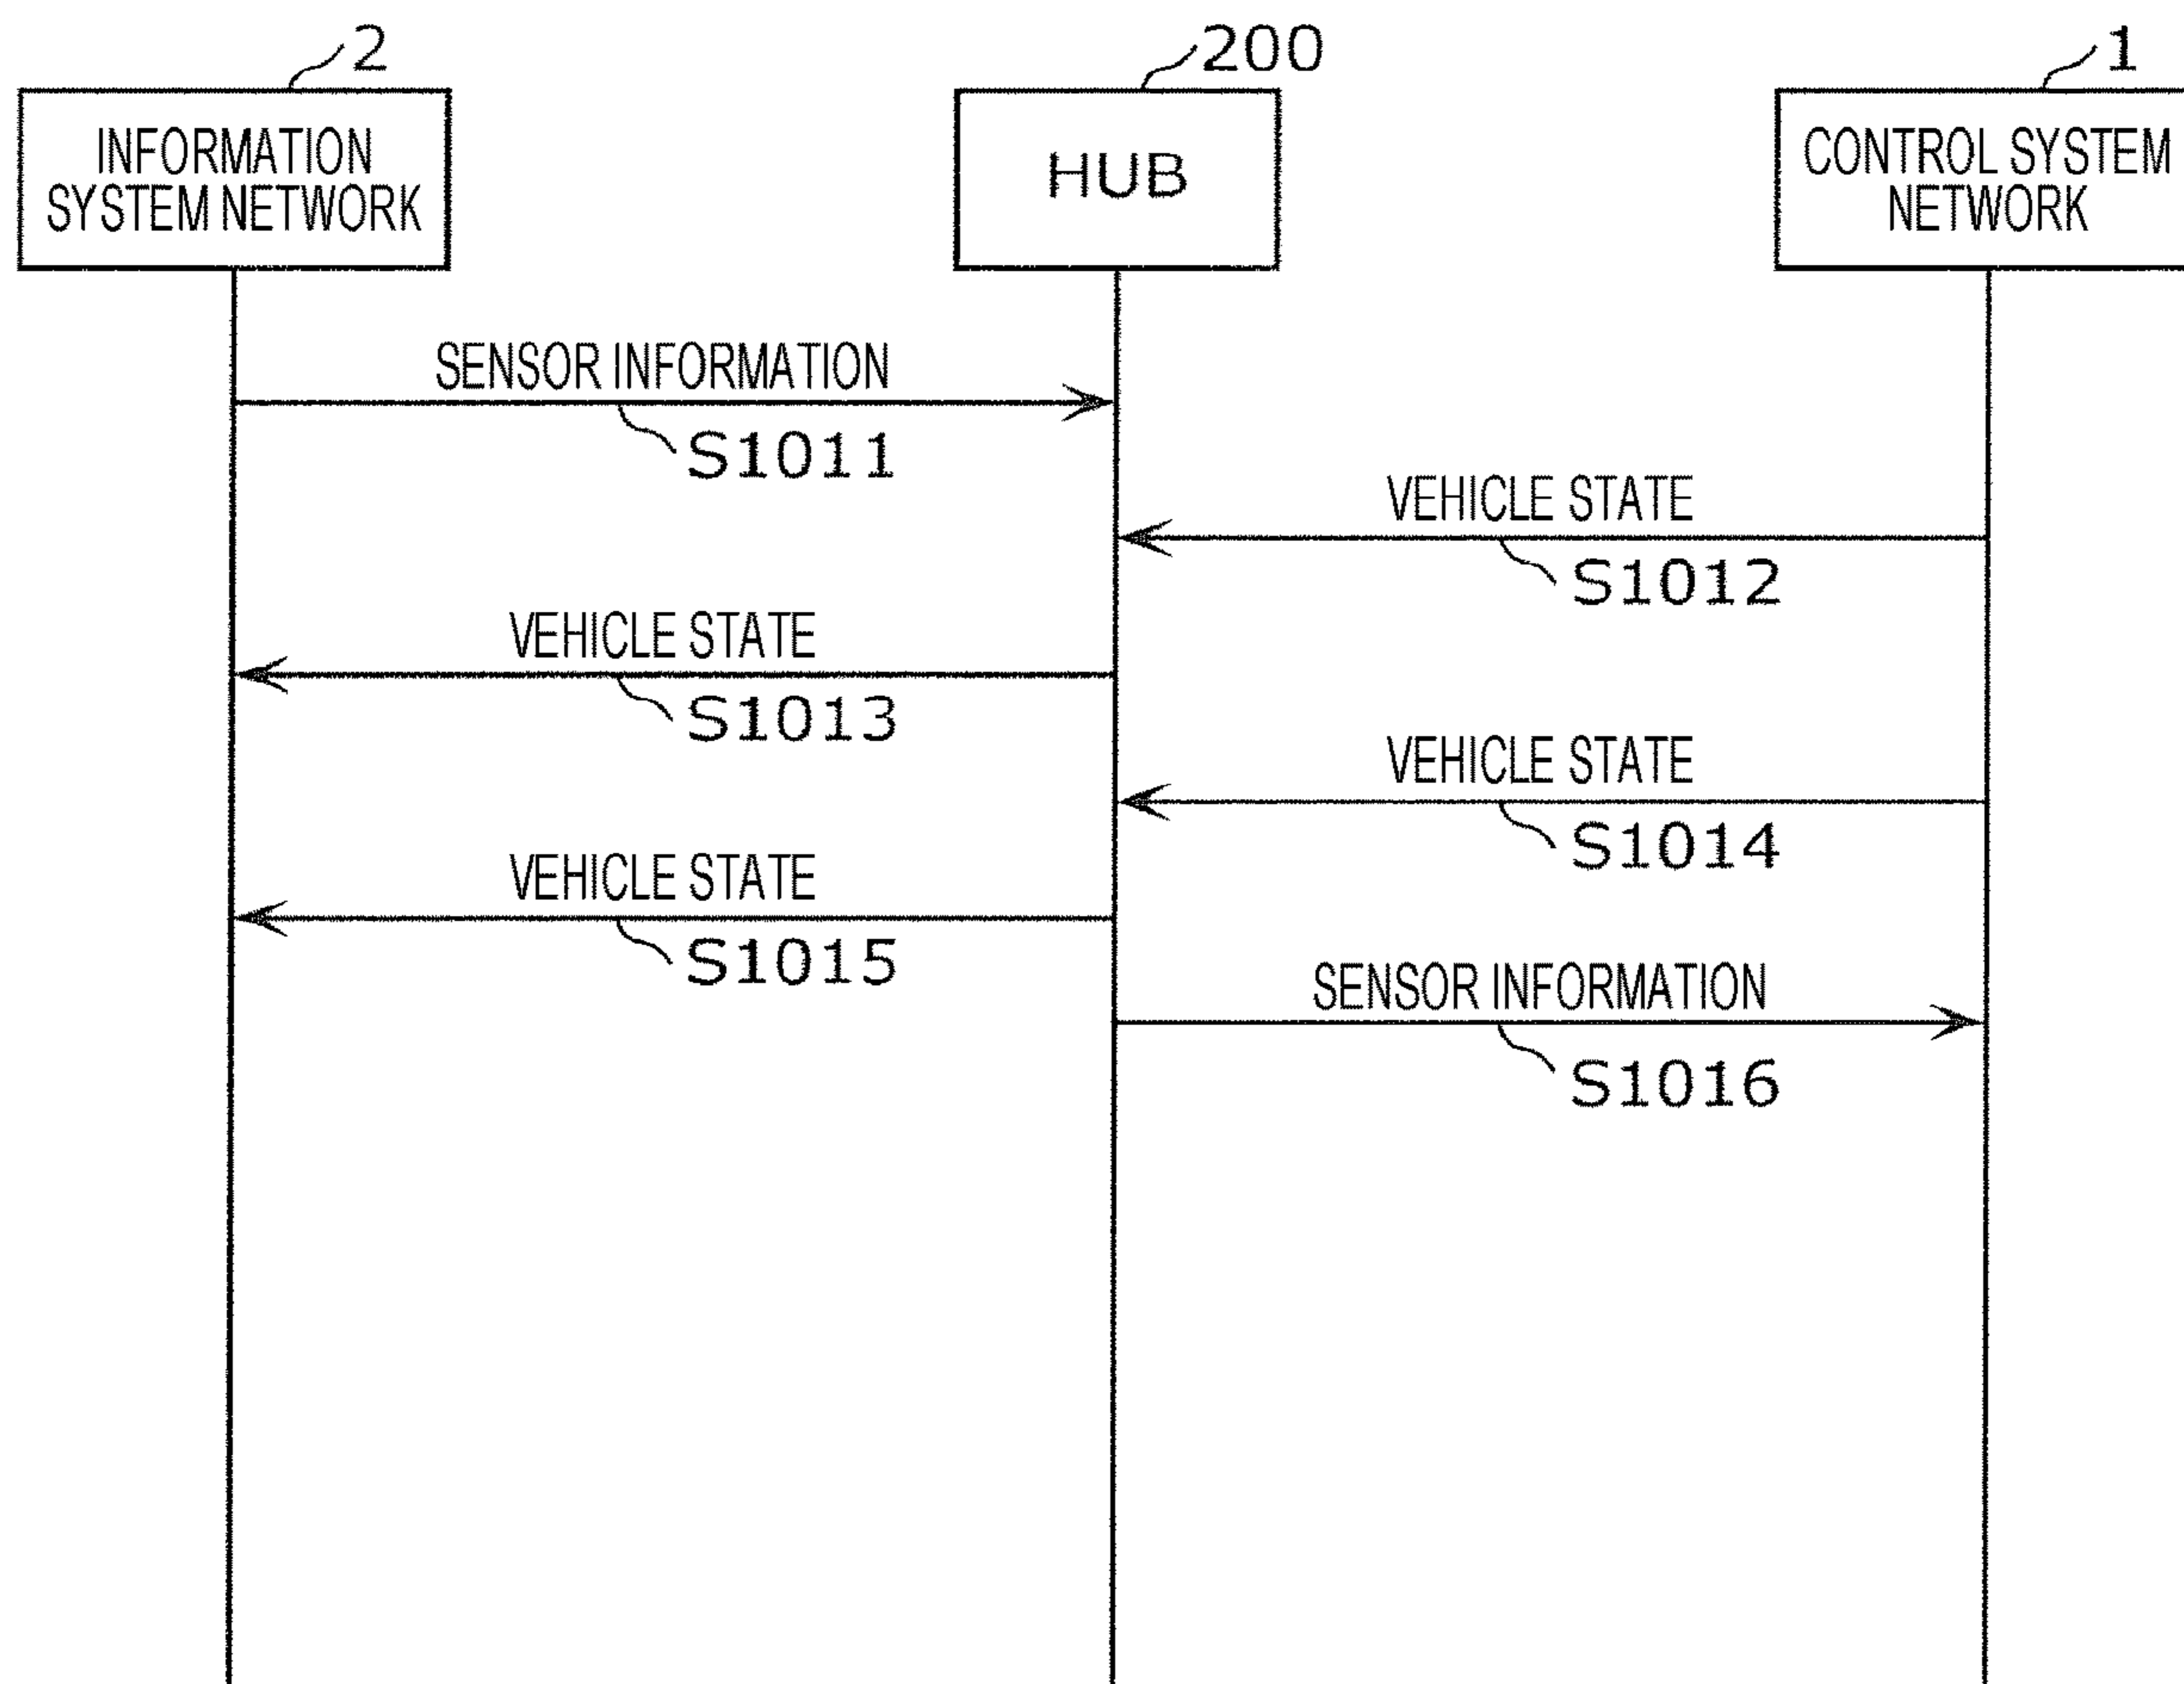 2
200
1
INFORMATION
SYSTEM NETWORK
HUB
CONTROL SYSTEM
NETWORK
SENSOR INFORMATION
S1011
VEHICLE STATE
S1012
VEHICLE STATE
S1013
VEHICLE STATE
S1014
VEHICLE STATE
S1015
SENSOR INFORMATION
S1016